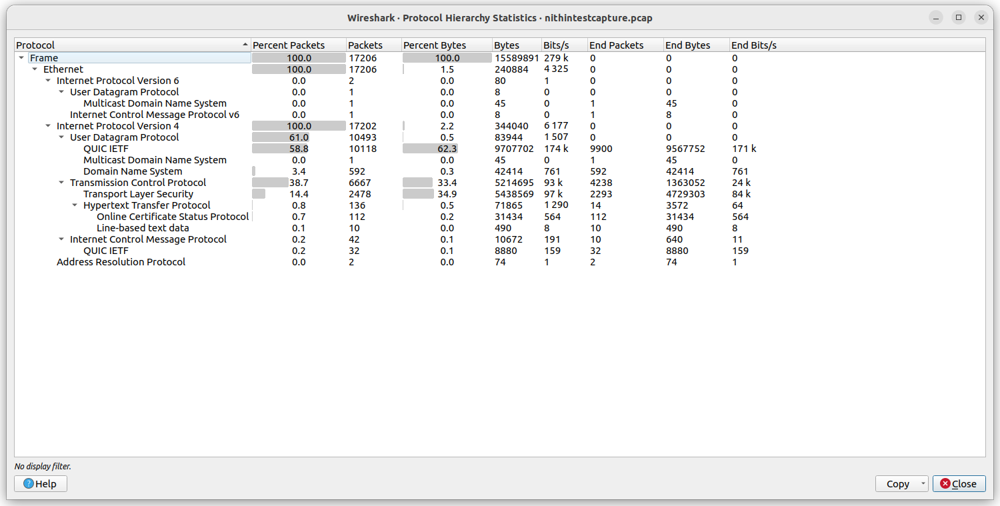 Wireshark · Protocol Hierarchy Statistics · nithintestcapture.pcap
Protocol Percent Packets Packets Percent Bytes Bytes Bits/s End Packets End Bytes End Bits/s
Frame 100.0 17206 100.0 15589891 279 k 0 0 0
Ethernet 100.0 17206 1.5 240884 4 325 0 0 0
Internet Protocol Version 6 0.0 2 0.0 80 1 0 0 0
User Datagram Protocol 0.0 1 0.0 8 0 0 0 0
Multicast Domain Name System 0.0 1 0.0 45 0 1 45 0
Internet Control Message Protocol v6 0.0 1 0.0 8 0 1 8 0
Internet Protocol Version 4 100.0 17202 2.2 344040 6 177 0 0 0
User Datagram Protocol 61.0 10493 0.5 83944 1 507 0 0 0
QUIC IETF 58.8 10118 62.3 9707702 174 k 9900 9567752 171 k
Multicast Domain Name System 0.0 1 0.0 45 0 1 45 0
Domain Name System 3.4 592 0.3 42414 761 592 42414 761
Transmission Control Protocol 38.7 6667 33.4 5214695 93 k 4238 1363052 24 k
Transport Layer Security 14.4 2478 34.9 5438569 97 k 2293 4729303 84 k
Hypertext Transfer Protocol 0.8 136 0.5 71865 1 290 14 3572 64
Online Certificate Status Protocol 0.7 112 0.2 31434 564 112 31434 564
Line-based text data 0.1 10 0.0 490 8 10 490 8
Internet Control Message Protocol 0.2 42 0.1 10672 191 10 640 11
QUIC IETF 0.2 32 0.1 8880 159 32 8880 159
Address Resolution Protocol 0.0 2 0.0 74 1 2 74 1
No display filter.
? Help Copy Close